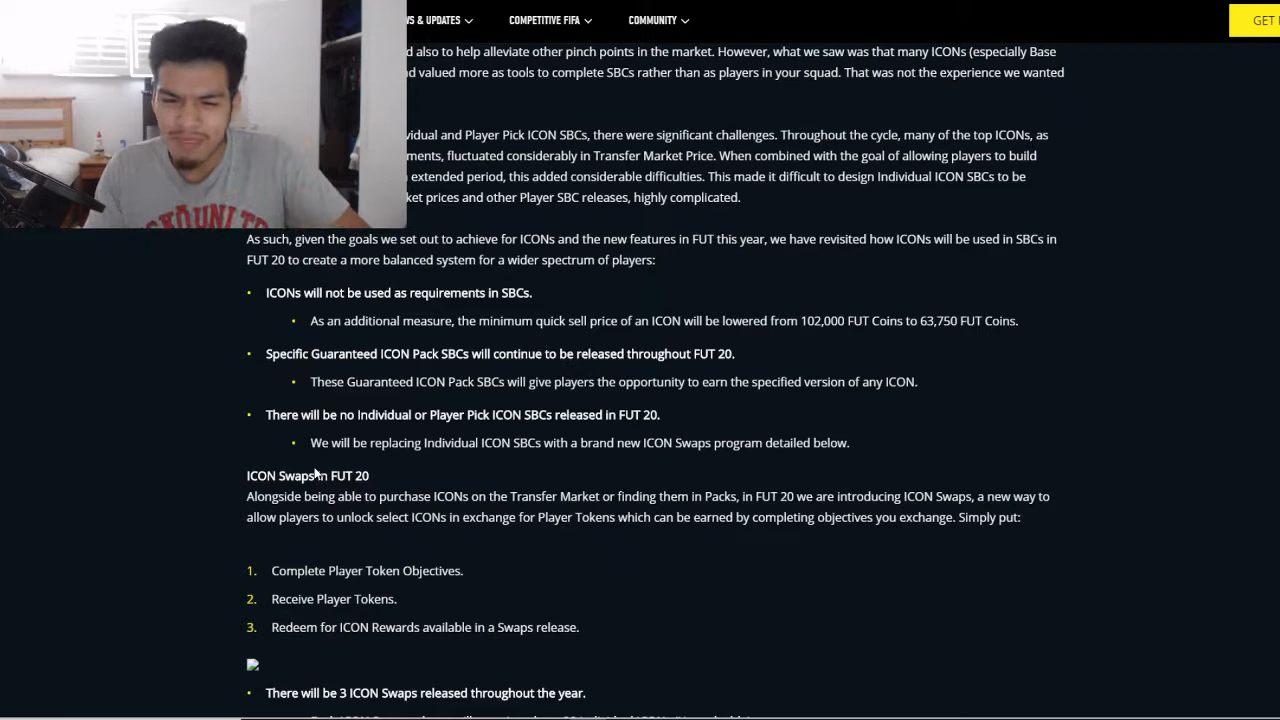 WS & UPDATES COMPETITIVE FIFA COMMUNITY GET
d also to help alleviate other pinch points in the market. However, what we saw was that many ICONs (especially Base
nd valued more as tools to complete SBCs rather than as players in your squad. That was not the experience we wanted
vidual and Player Pick ICON SBCs, there were significant challenges. Throughout the cycle, many of the top ICONs, as
ments, fluctuated considerably in Transfer Market Price. When combined with the goal of allowing players to build
extended period, this added considerable difficulties. This made it difficult to design Individual ICON SBCs to be
ket prices and other Player SBC releases, highly complicated.
As such, given the goals we set out to achieve for ICONs and the new features in FUT this year, we have revisited how ICONs will be used in SBCs in
FUT 20 to create a more balanced system for a wider spectrum of players:
• ICONs will not be used as requirements in SBCs.
• As an additional measure, the minimum quick sell price of an ICON will be lowered from 102,000 FUT Coins to 63,750 FUT Coins.
• Specific Guaranteed ICON Pack SBCs will continue to be released throughout FUT 20.
• These Guaranteed ICON Pack SBCs will give players the opportunity to earn the specified version of any ICON.
• There will be no Individual or Player Pick ICON SBCs released in FUT 20.
• We will be replacing Individual ICON SBCs with a brand new ICON Swaps program detailed below.
ICON Swaps in FUT 20
Alongside being able to purchase ICONs on the Transfer Market or finding them in Packs, in FUT 20 we are introducing ICON Swaps, a new way to
allow players to unlock select ICONs in exchange for Player Tokens which can be earned by completing objectives you exchange. Simply put:
1. Complete Player Token Objectives.
2. Receive Player Tokens.
3. Redeem for ICON Rewards available in a Swaps release.
• There will be 3 ICON Swaps released throughout the year.